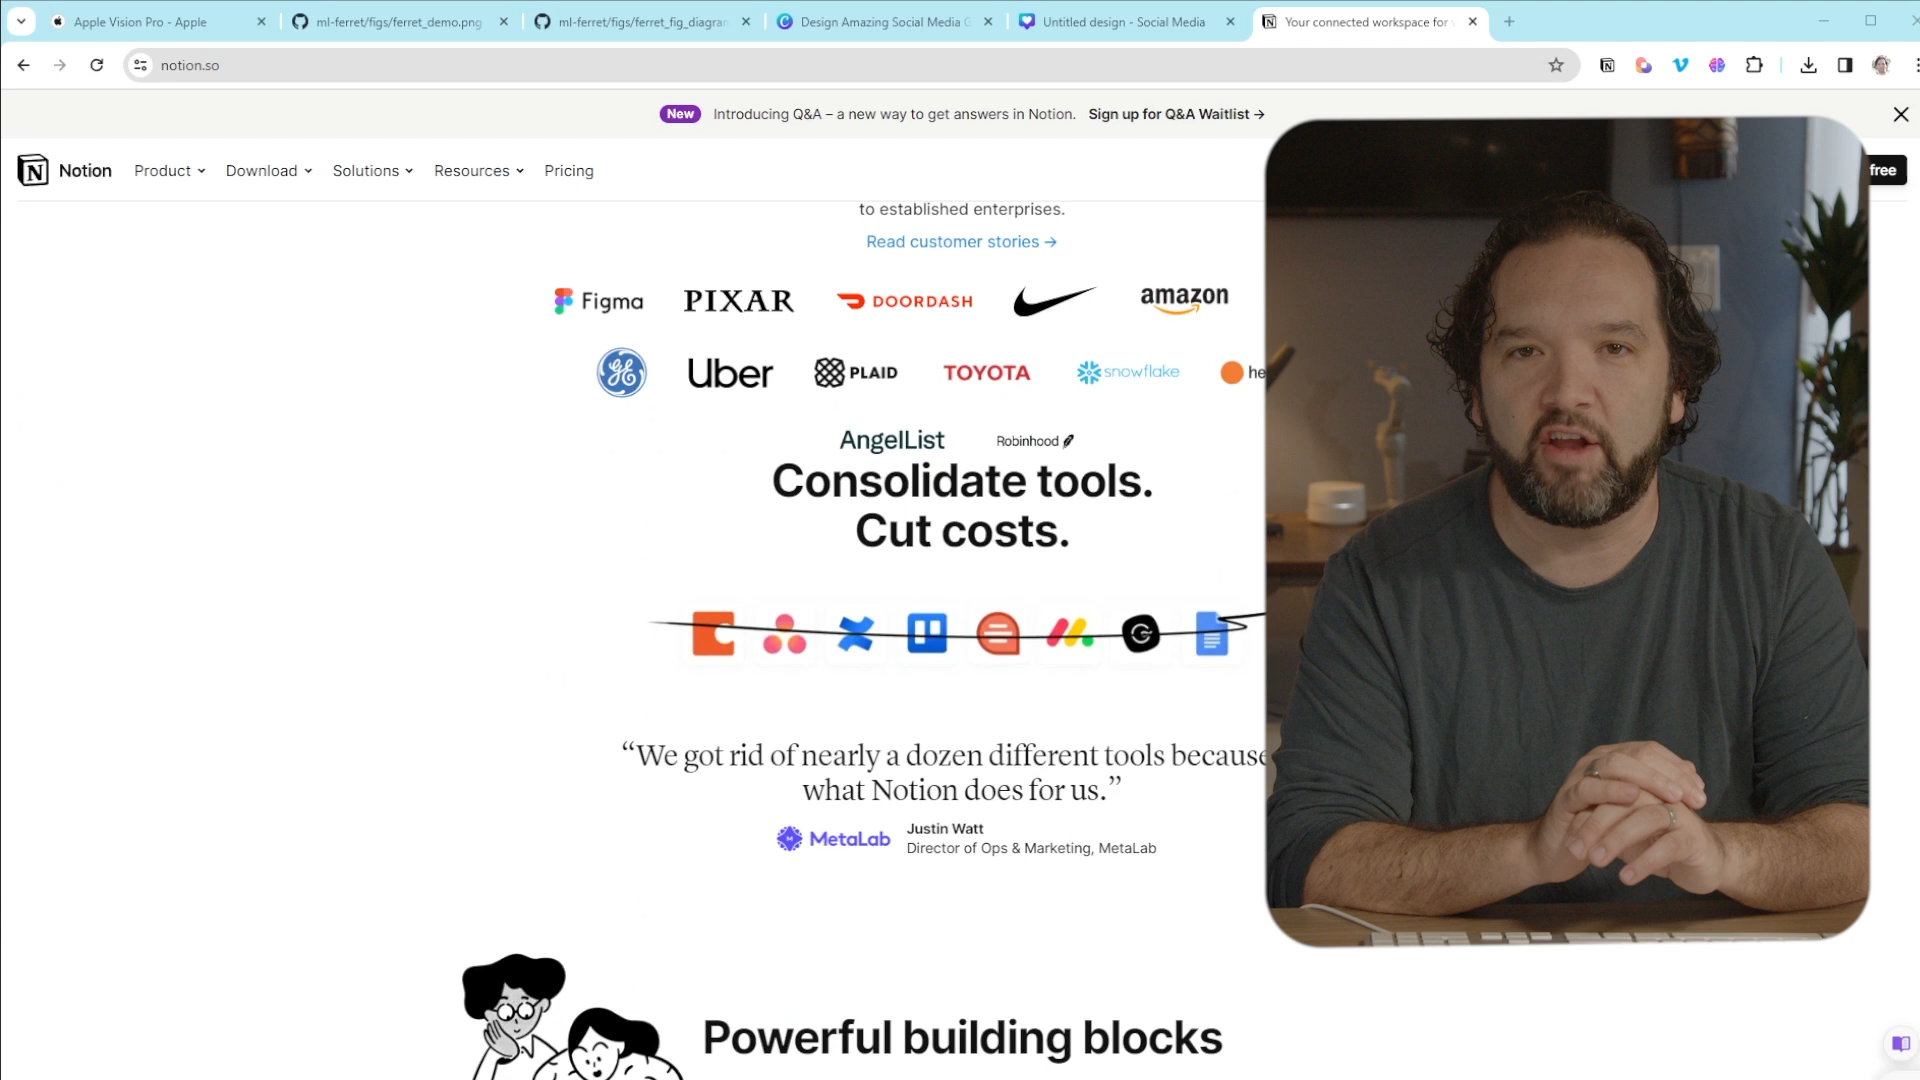 Apple Vision Pro - Apple
ml-ferret/figs/ferret_demo.png
ml-ferret/figs/ferret_fig_diagram
Design Amazing Social Media G
Untitled design - Social Media
Your connected workspace for
notion.so
New Introducing Q&A – a new way to get answers in Notion. Sign up for Q&A Waitlist →
Notion Product Download Solutions Resources Pricing
free
to established enterprises.
Read customer stories →
Figma PIXAR DOORDASH amazon
GE Uber PLAID TOYOTA snowflake he
AngelList Robinhood
Consolidate tools.
Cut costs.
“We got rid of nearly a dozen different tools because
what Notion does for us.”
MetaLab
Justin Watt
Director of Ops & Marketing, MetaLab
Powerful building blocks